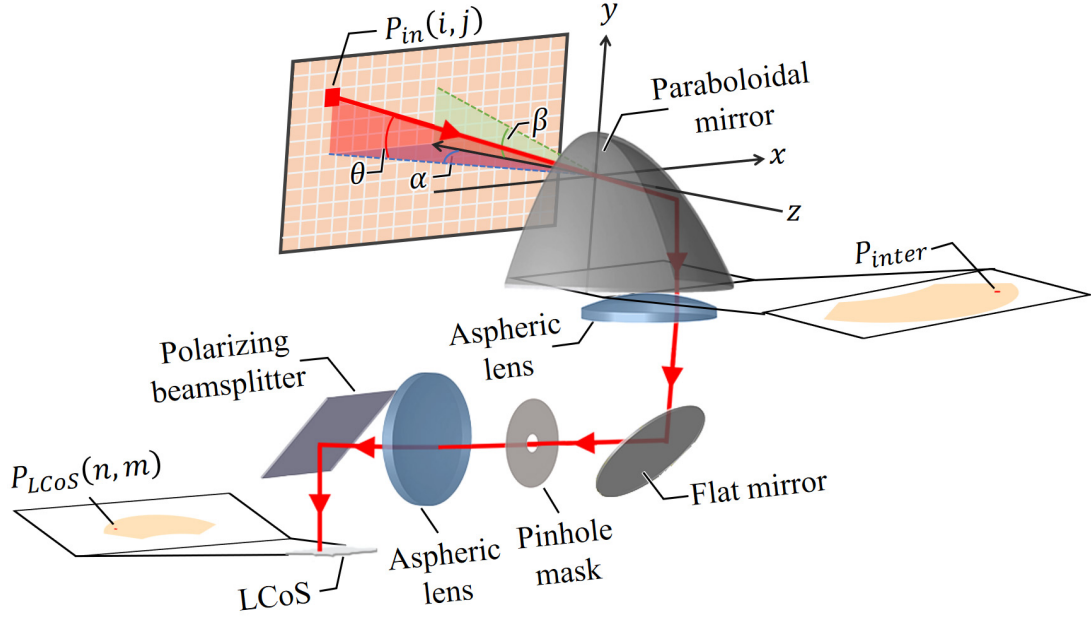 P_in(i, j)
y
Paraboloidal
mirror
β
x
θ
α
z
P_inter
Aspheric
lens
Polarizing
beamsplitter
P_LCoS(n, m)
Flat mirror
Pinhole
mask
Aspheric
lens
LCoS